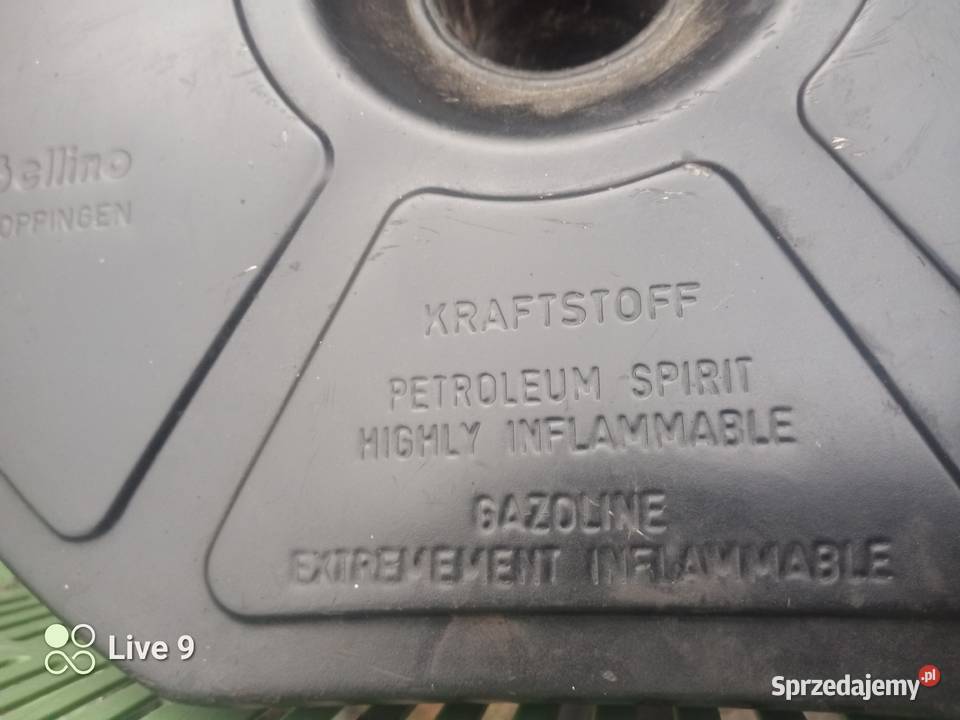 Bellino
OPPINGEN
KRAFTSTOFF
PETROLEUM SPIRIT
HIGHLY INFLAMMABLE
GAZOLINE
EXTREMEMENT INFLAMMABLE
Live 9
Sprzedajemy.pl